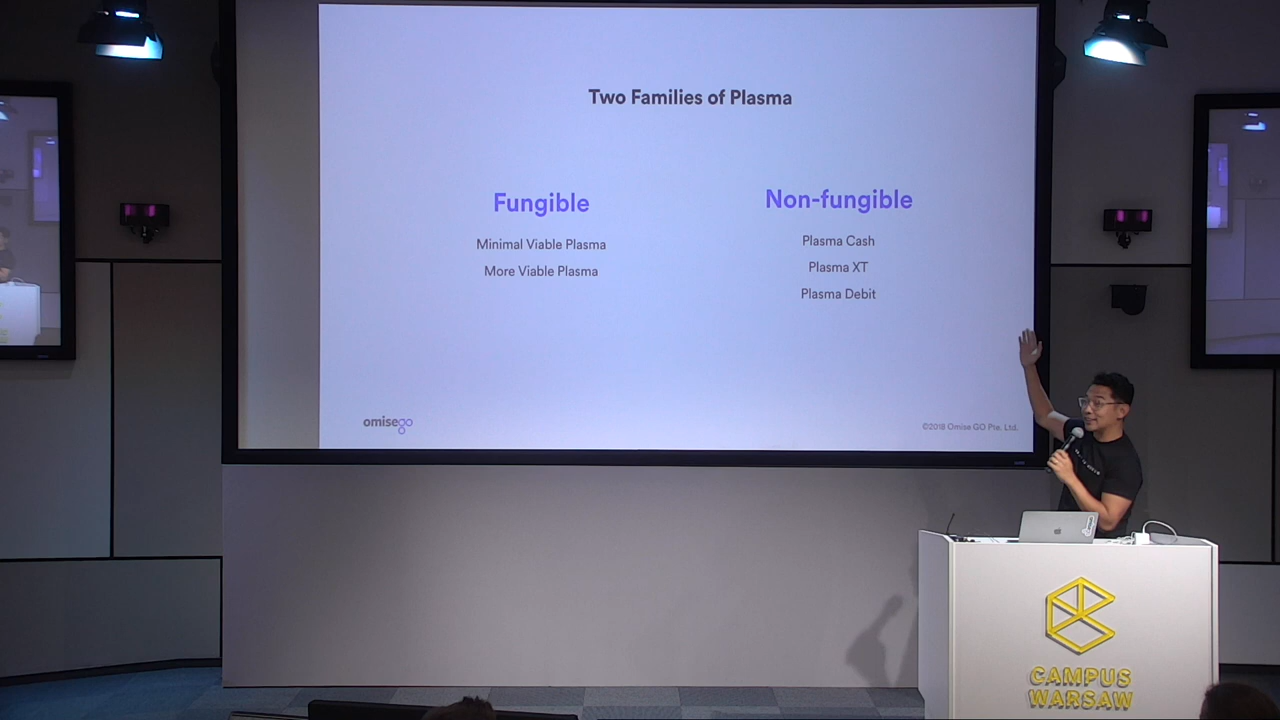 Two Families of Plasma
Fungible
Minimal Viable Plasma
More Viable Plasma
Non-fungible
Plasma Cash
Plasma XT
Plasma Debit
omisego
©2018 Omise GO Pte. Ltd.
CAMPUS
WARSAW